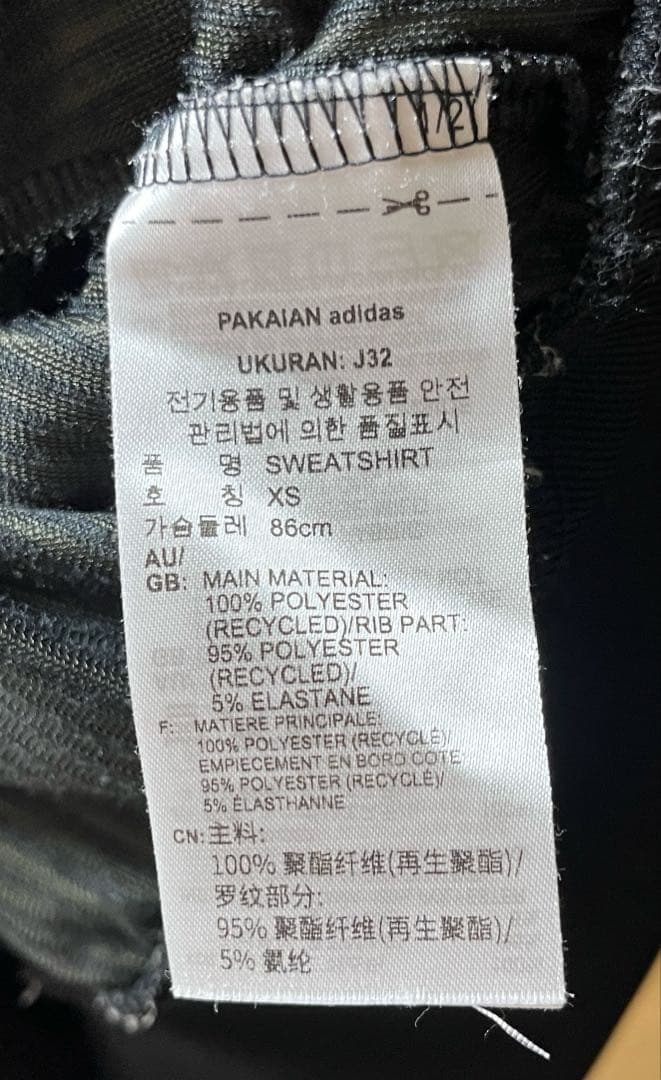 1/2
PAKAIAN adidas
UKURAN: J32
전기용품 및 생활용품 안전
관리법에 의한 품질표시
품 명 SWEATSHIRT
호 칭 XS
가슴둘레 86cm
AU/
GB: MAIN MATERIAL:
100% POLYESTER
(RECYCLED)/RIB PART:
95% POLYESTER
(RECYCLED)/
5% ELASTANE
F: MATIERE PRINCIPALE:
100% POLYESTER (RECYCLÉ)/
EMPIECEMENT EN BORD COTE:
95% POLYESTER (RECYCLÉ)/
5% ÉLASTHANNE
CN: 主料:
100% 聚酯纤维(再生聚酯)/
罗纹部分:
95% 聚酯纤维(再生聚酯)/
5% 氨纶